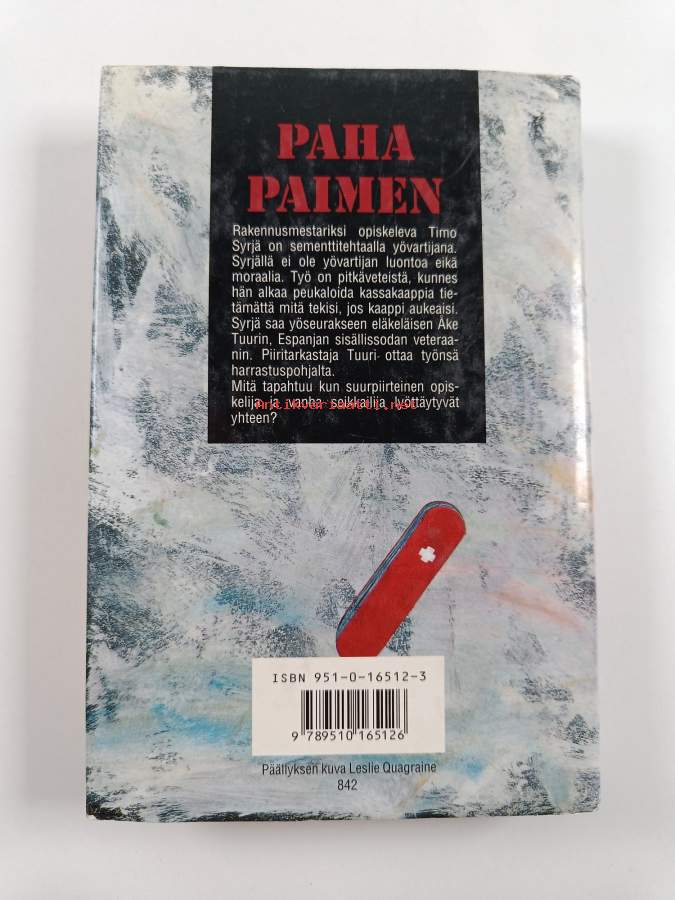 PAHA
PAIMEN
Rakennusmestariksi opiskeleva Timo
Syrjä on sementtitehtaalla yövartijana.
Syrjällä ei ole yövartijan luontoa eikä
moraalia. Työ on pitkäveteistä, kunnes
hän alkaa peukaloida kassakaappia tie-
tämättä mitä tekisi, jos kaappi aukeaisi.
Syrjä saa yöseurakseen eläkeläisen Åke
Tuurin, Espanjan sisällissodan veteraa-
nin. Piiritarkastaja Tuuri ottaa työnsä
harrastuspohjalta.
Mitä tapahtuu kun suurpiirteinen opis-
kelija ja vanha seikkailija lyöttäytyvät
Antikvariaatti.net
yhteen?
ISBN 951-0-16512-3
9 789510 165126
Päällyksen kuva Leslie Quagraine
842